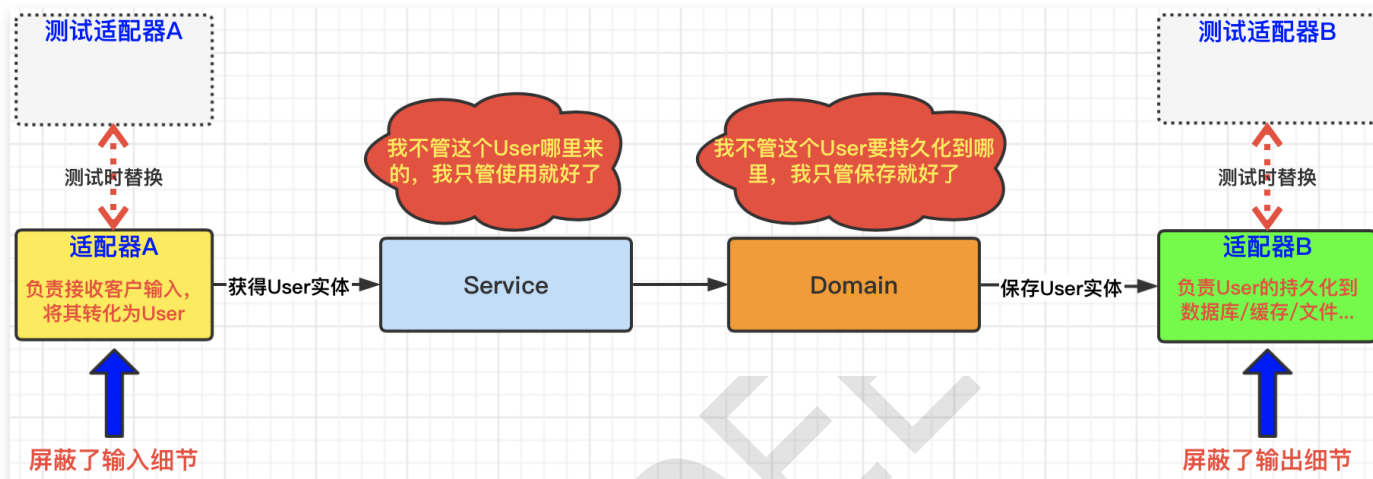 测试适配器A
测试适配器B
我不管这个User哪里来
的，我只管使用就好了
我不管这个User要持久化到哪
里，我只管保存就好了
测试时替换
测试时替换
适配器A
负责接收客户输入，
将其转化为User
获得User实体
Service
Domain
保存User实体
适配器B
负责User的持久化到
数据库/缓存/文件...
屏蔽了输入细节
屏蔽了输出细节